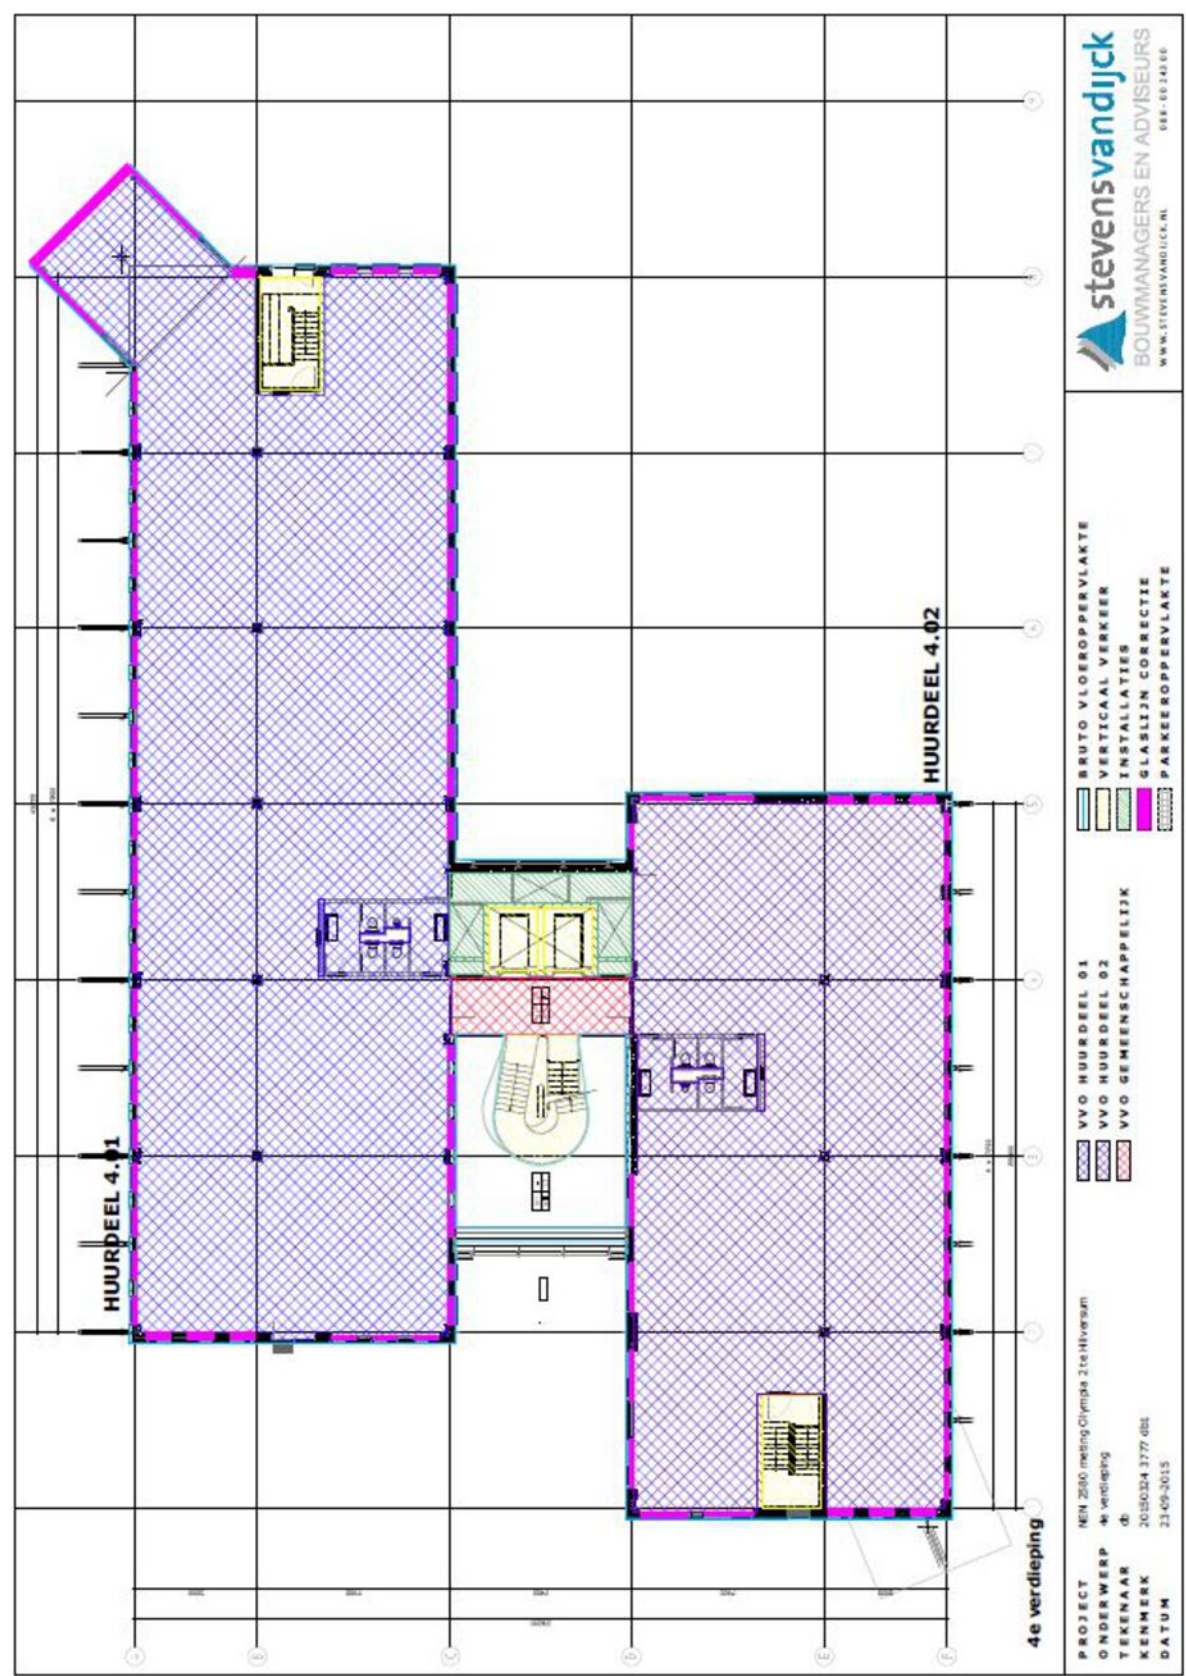 stevensvandijck
BOUWMANAGERS EN ADVISEURS
WWW.STEVENSVANDIJCK.NL
HUURDEEL 4.01
HUURDEEL 4.02
4e verdieping
BRUTO VLOEROPPERVLAKTE
VERTICAAL VERKEER
INSTALLATIES
GLASLIJN CORRECTIE
PARKEEROPPERVLAKTE
VVO HUURDEEL 01
VVO HUURDEEL 02
VVO GEMEENSCHAPPELIJK
PROJECT NEN 2580 meting Olympia 2 te Hilversum
ONDERWERP 4e verdieping
TEKENAAR db
KENMERK 20150324 3777 dbs
DATUM 23-09-2015